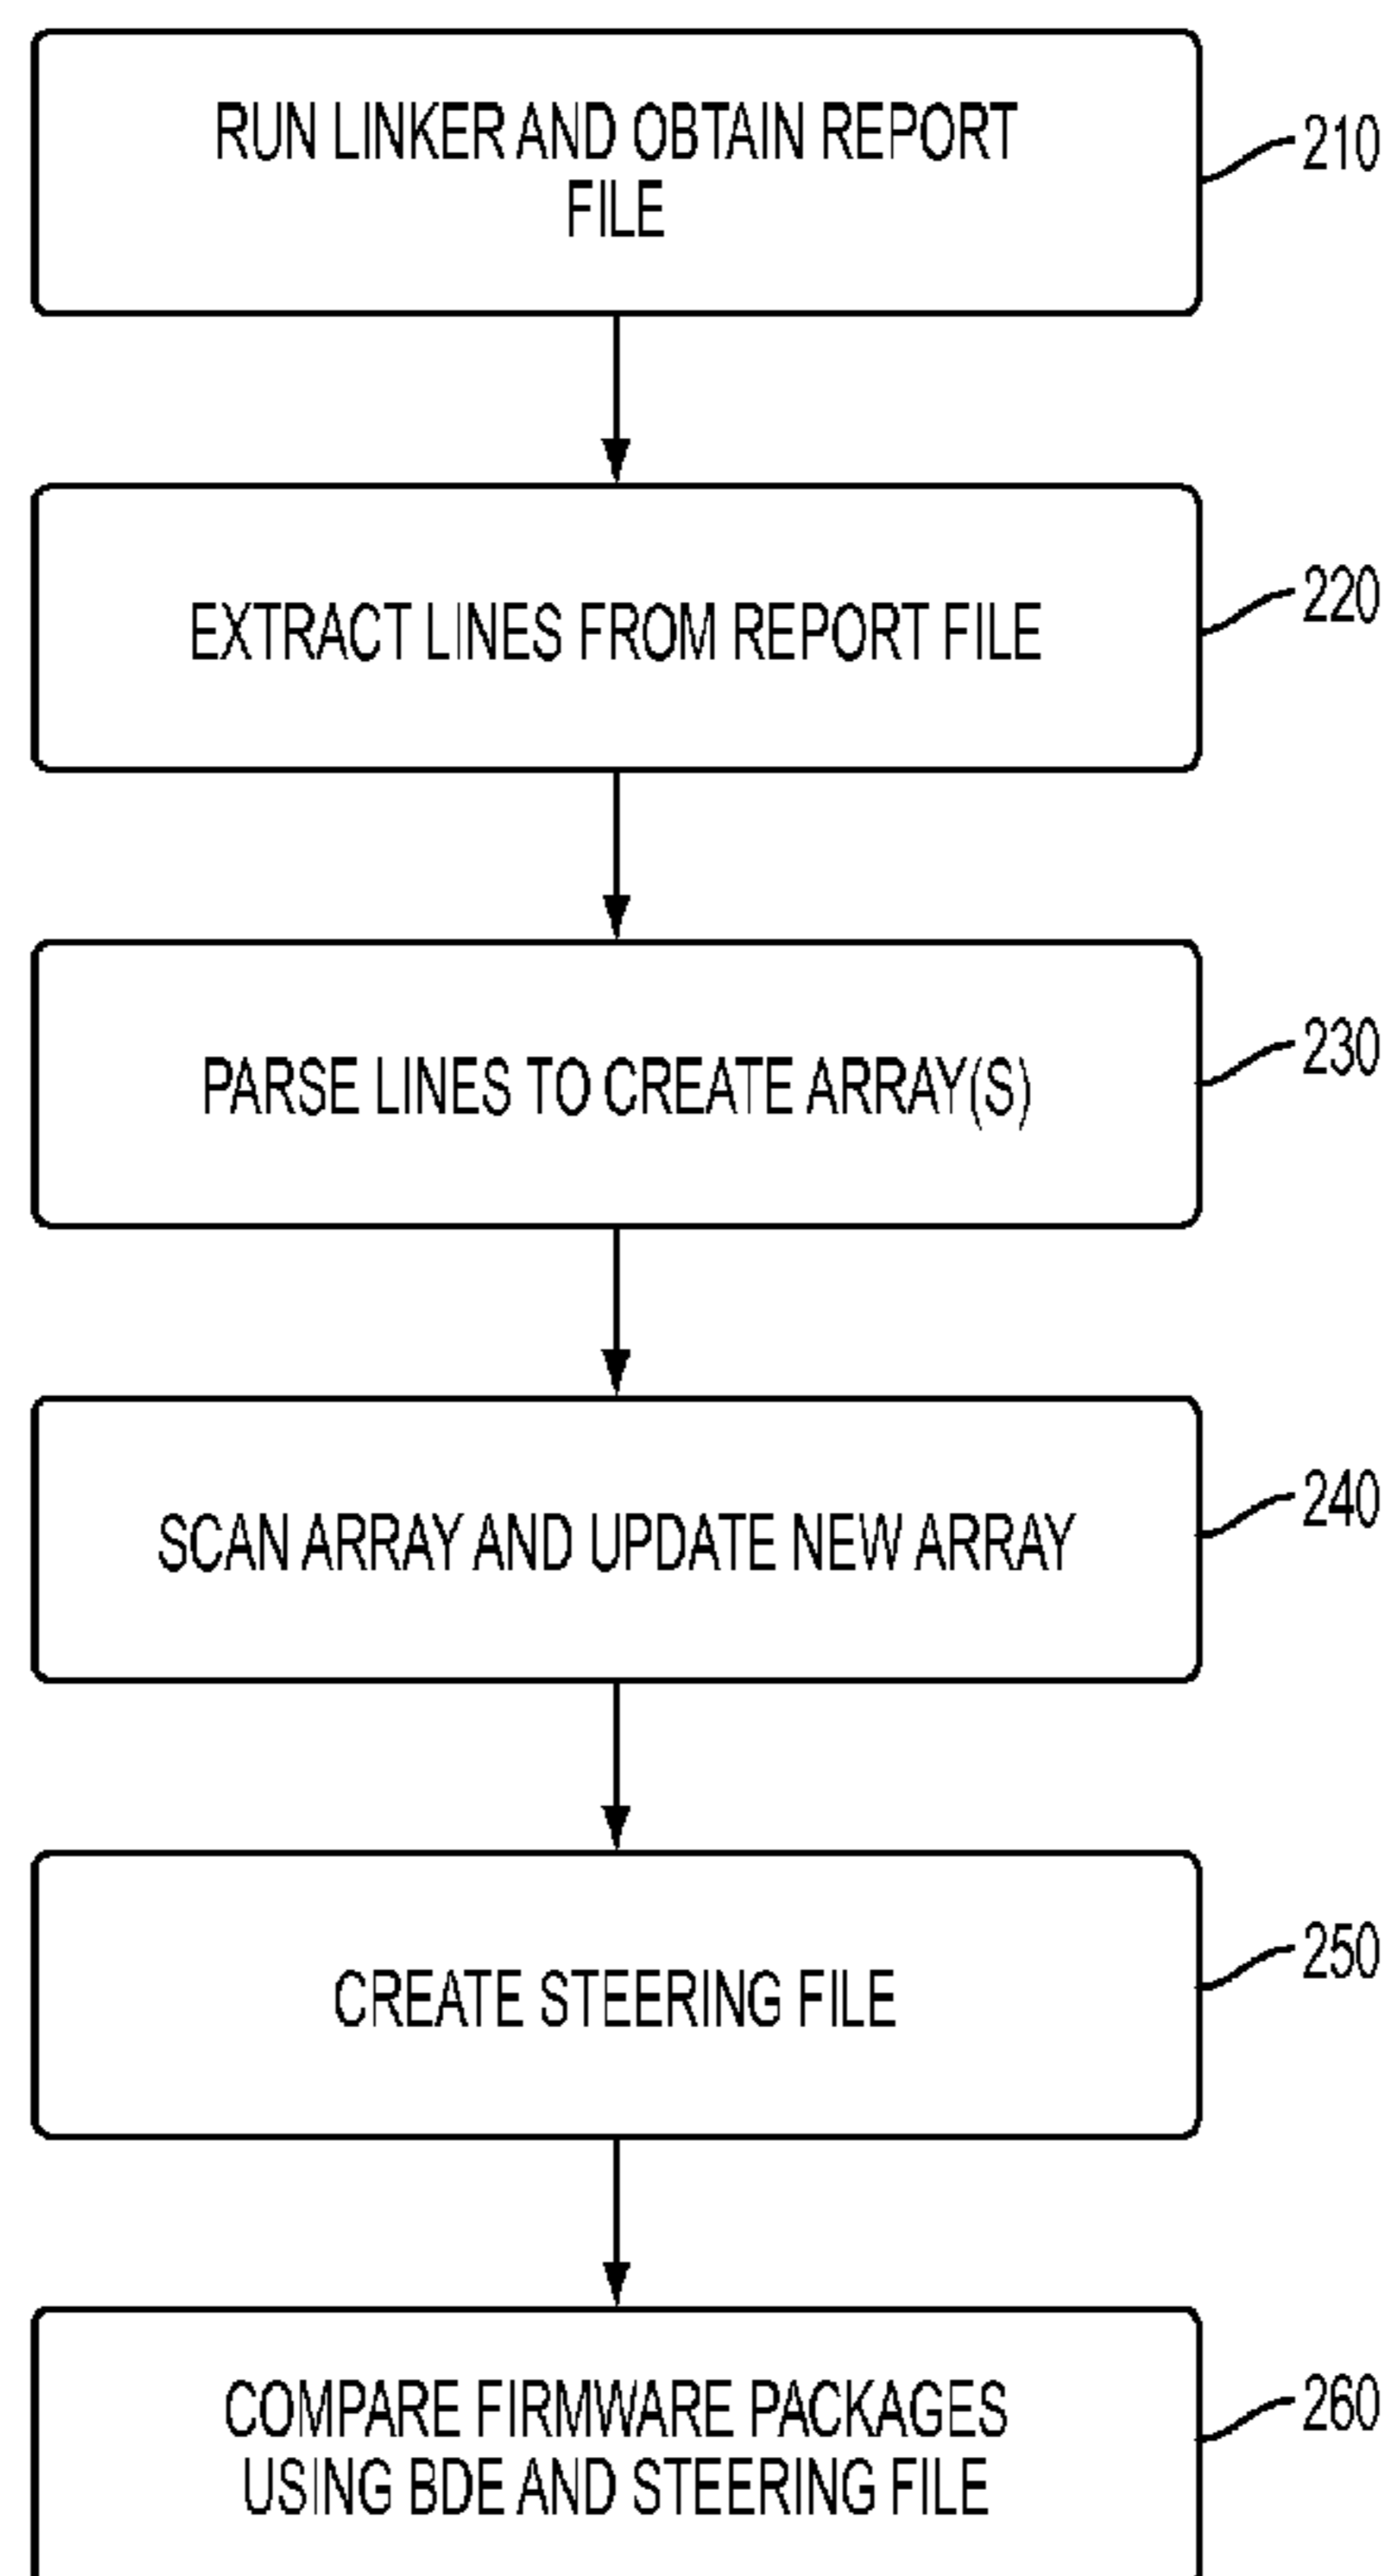 RUN LINKER AND OBTAIN REPORT
FILE
210
EXTRACT LINES FROM REPORT FILE
220
PARSE LINES TO CREATE ARRAY(S)
230
SCAN ARRAY AND UPDATE NEW ARRAY
240
CREATE STEERING FILE
250
COMPARE FIRMWARE PACKAGES
USING BDE AND STEERING FILE
260